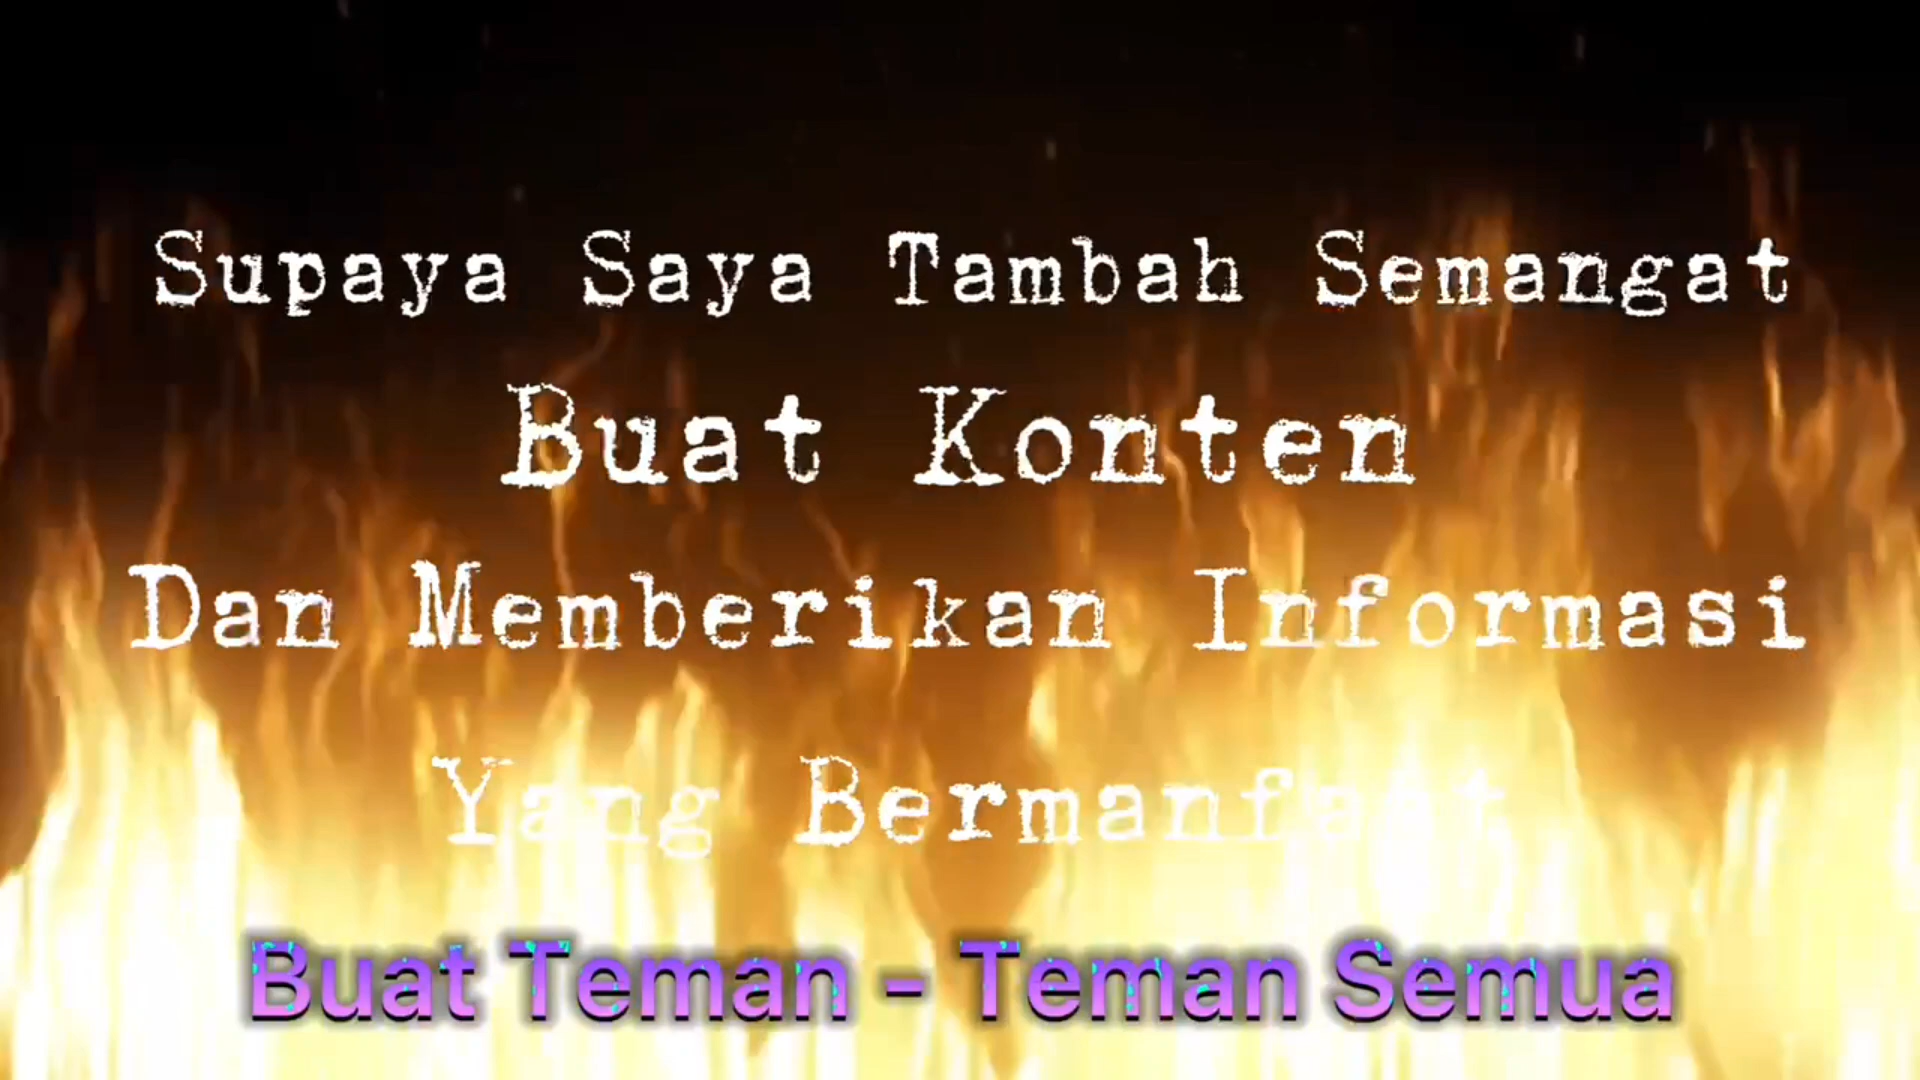 Supaya Saya Tambah Semangat
Buat Konten
Dan Memberikan Informasi
Yang Bermanfaat
Buat Teman - Teman Semua